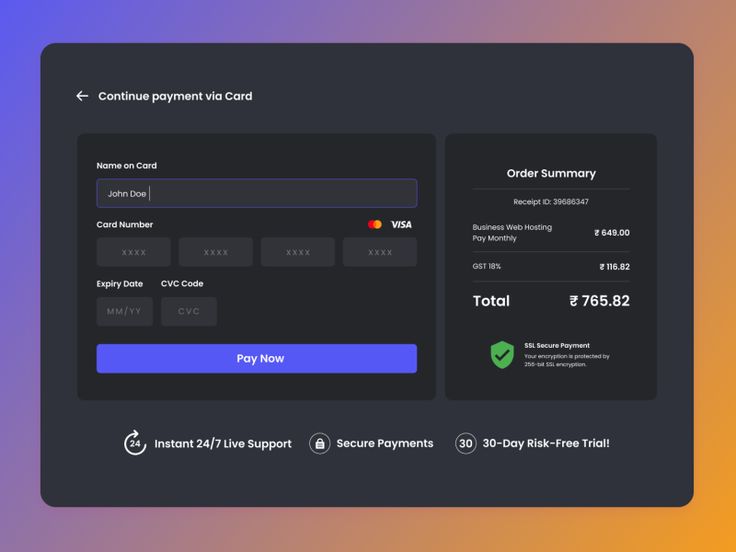 Continue payment via Card
Name on Card
John Doe
Card Number
VISA
XXXX XXXX XXXX XXXX
Expiry Date CVC Code
MM/YY CVC
Pay Now
Order Summary
Receipt ID: 39686347
Business Web Hosting
Pay Monthly
₹ 649.00
GST 18% ₹ 116.82
Total ₹ 765.82
SSL Secure Payment
Your encryption is protected by
256-bit SSL encryption.
24 Instant 24/7 Live Support
Secure Payments
30 30-Day Risk-Free Trial!